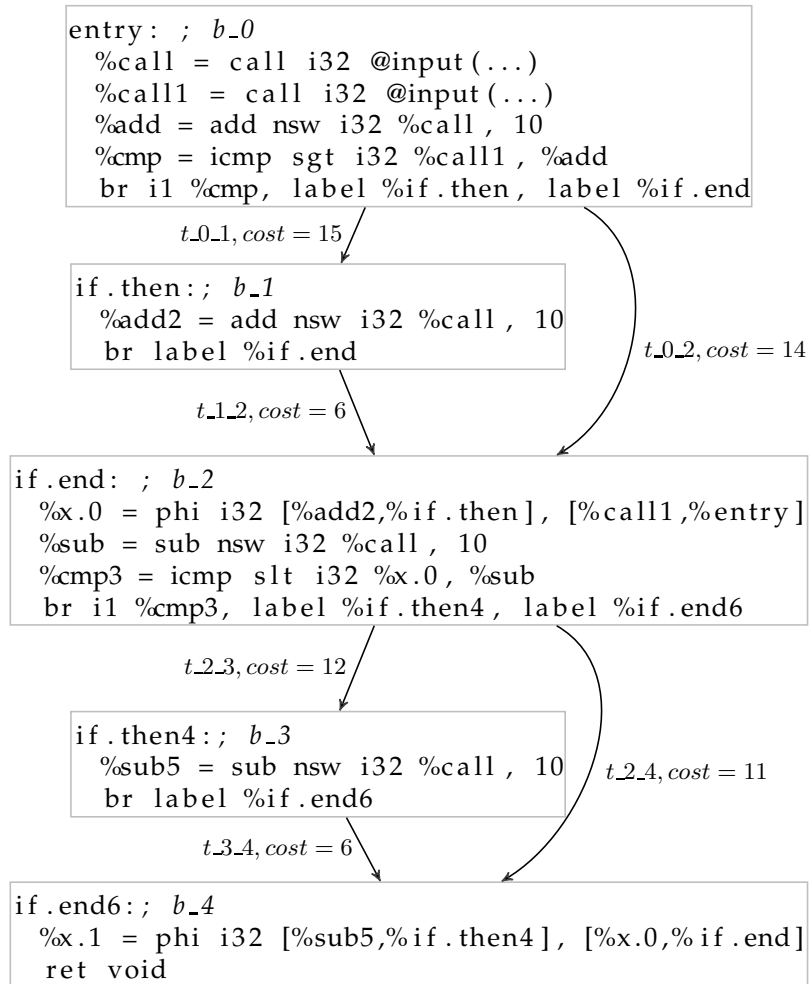 entry: ; b_0
%call = call i32 @input(...)
%call1 = call i32 @input(...)
%add = add nsw i32 %call, 10
%cmp = icmp sgt i32 %call1, %add
br i1 %cmp, label %if.then, label %if.end
t_0_1, cost = 15
if.then:; b_1
%add2 = add nsw i32 %call, 10
br label %if.end
t_0_2, cost = 14
t_1_2, cost = 6
if.end: ; b_2
%x.0 = phi i32 [%add2,%if.then], [%call1,%entry]
%sub = sub nsw i32 %call, 10
%cmp3 = icmp slt i32 %x.0, %sub
br i1 %cmp3, label %if.then4, label %if.end6
t_2_3, cost = 12
if.then4:; b_3
%sub5 = sub nsw i32 %call, 10
br label %if.end6
t_2_4, cost = 11
t_3_4, cost = 6
if.end6:; b_4
%x.1 = phi i32 [%sub5,%if.then4], [%x.0,%if.end]
ret void